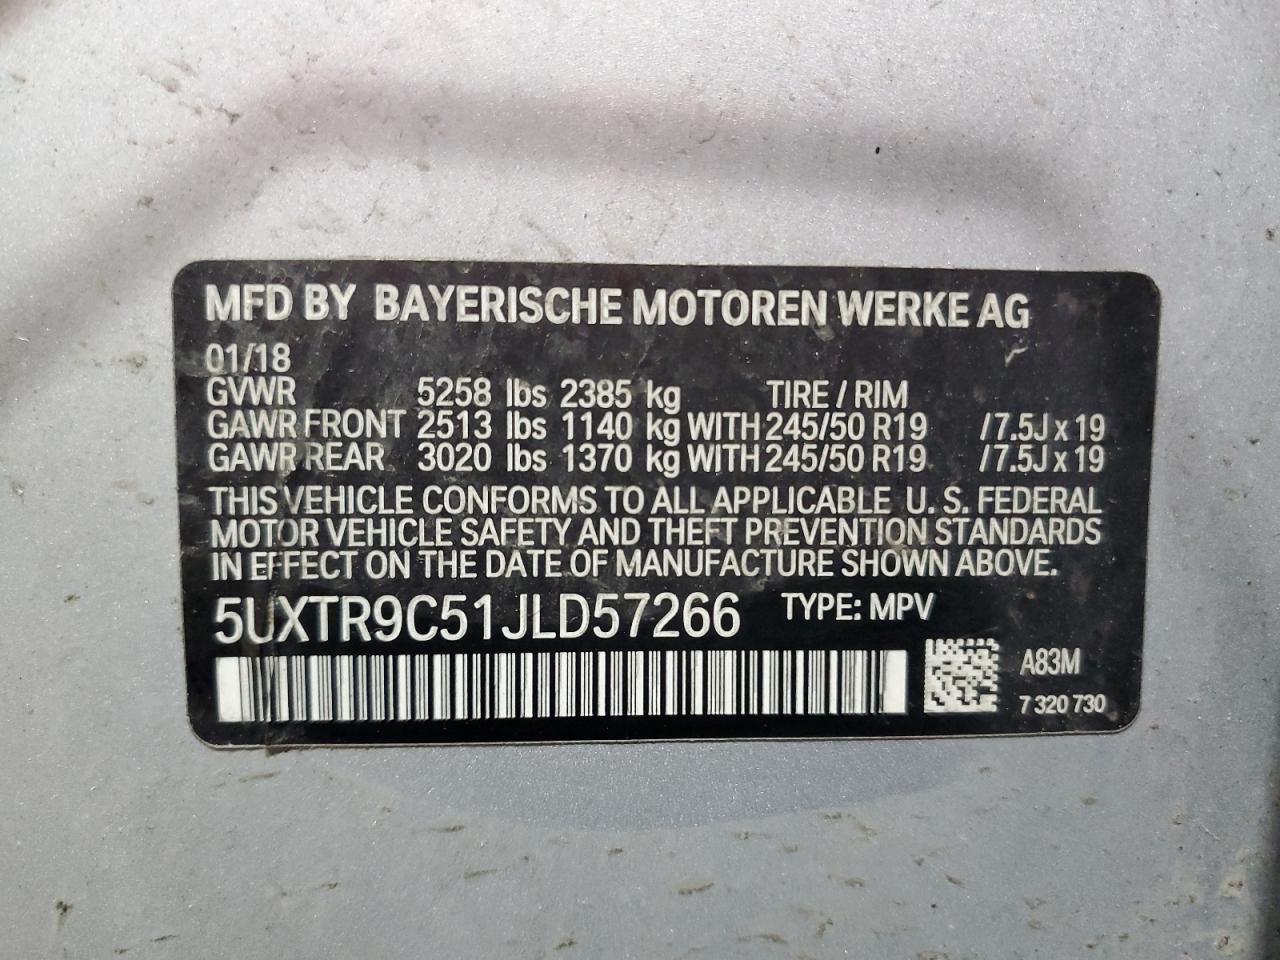 MFD BY BAYERISCHE MOTOREN WERKE AG
01/18
GVWR 5258 lbs 2385 kg TIRE / RIM
GAWR FRONT 2513 lbs 1140 kg WITH 245/50 R19 / 7.5J x 19
GAWR REAR 3020 lbs 1370 kg WITH 245/50 R19 / 7.5J x 19
THIS VEHICLE CONFORMS TO ALL APPLICABLE U. S. FEDERAL
MOTOR VEHICLE SAFETY AND THEFT PREVENTION STANDARDS
IN EFFECT ON THE DATE OF MANUFACTURE SHOWN ABOVE.
5UXTR9C51JLD57266 TYPE: MPV
A83M
7 320 730